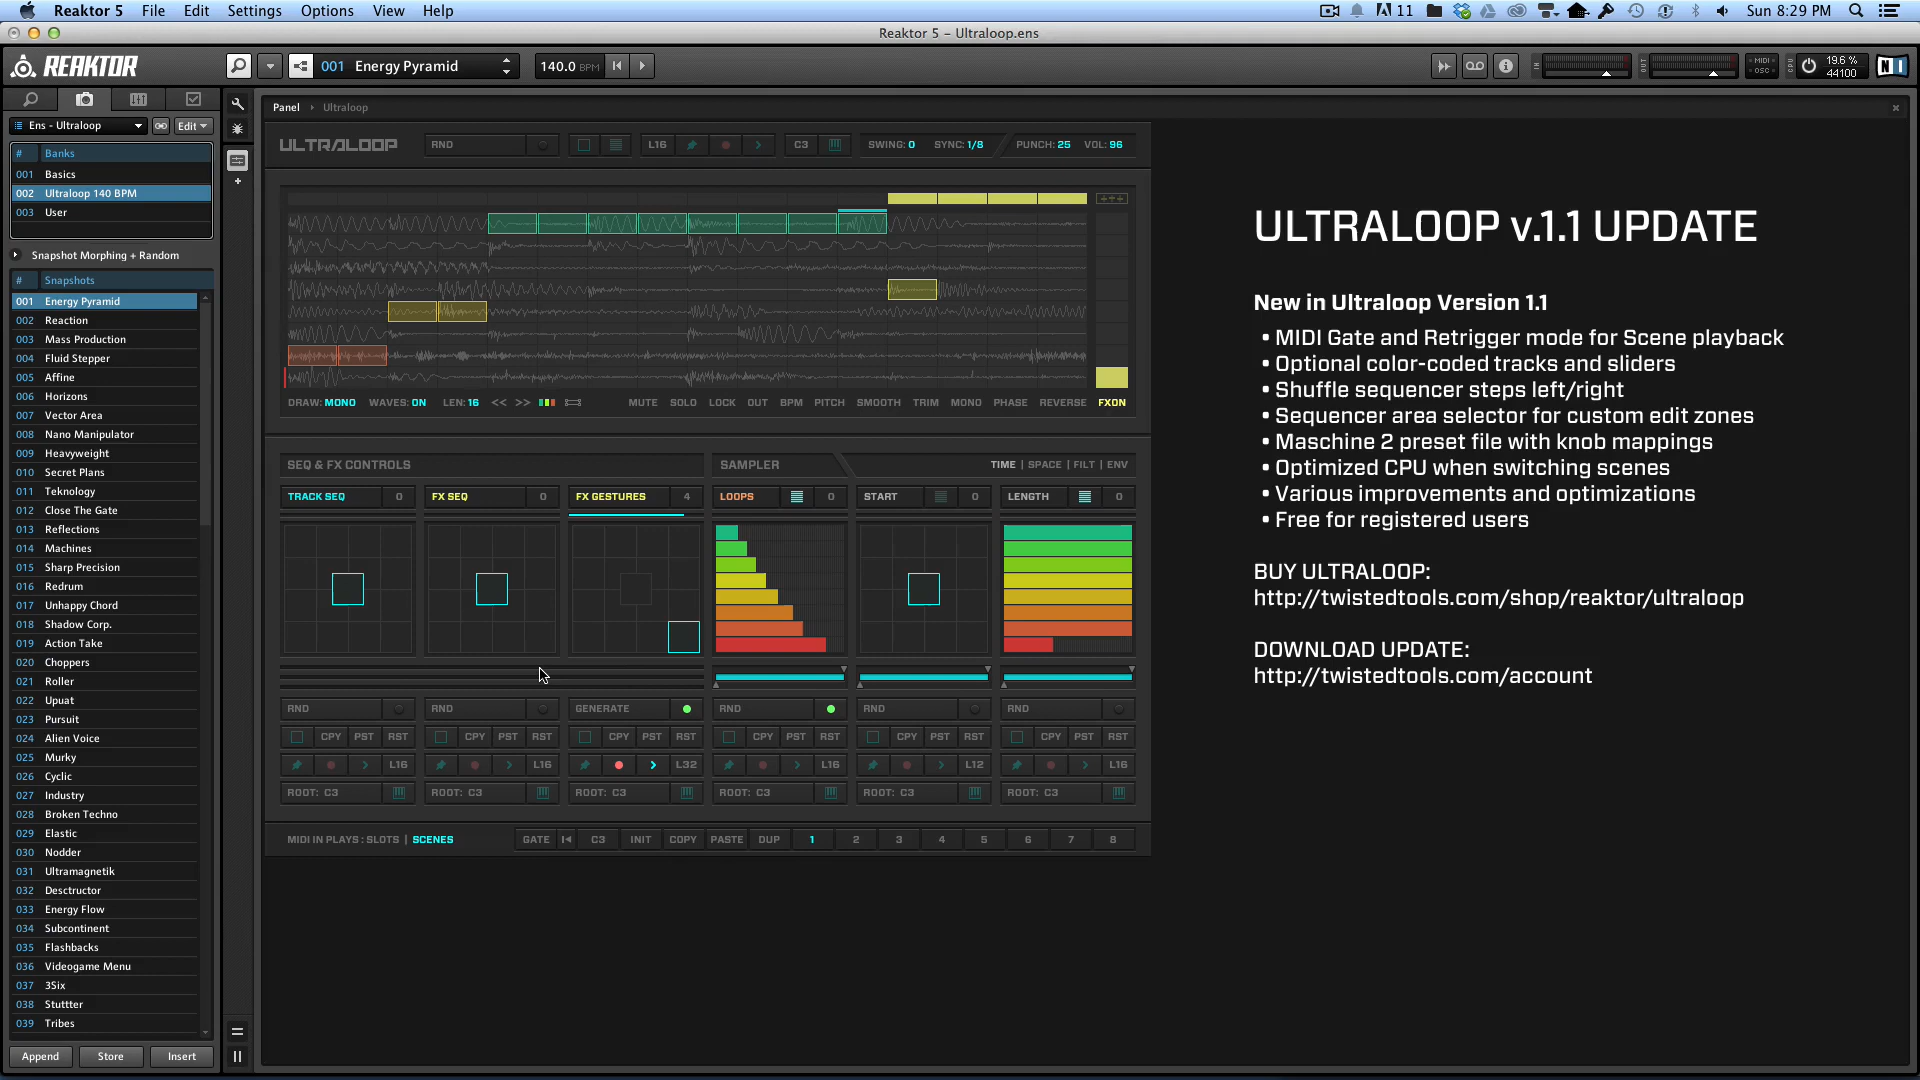 Reaktor 5 File Edit Settings Options View Help
11 Sun 8:29 PM
Reaktor 5 - Ultraloop.ens
REAKTOR
001 Energy Pyramid
140.0 BPM
IN OUT MIDI OSC CPU 19.6 % 44100 NI
Ens - Ultraloop Edit
# Banks
001 Basics
002 Ultraloop 140 BPM
003 User
Snapshot Morphing + Random
# Snapshots
001 Energy Pyramid
002 Reaction
003 Mass Production
004 Fluid Stepper
005 Affine
006 Horizons
007 Vector Area
008 Nano Manipulator
009 Heavyweight
010 Secret Plans
011 Teknology
012 Close The Gate
013 Reflections
014 Machines
015 Sharp Precision
016 Redrum
017 Unhappy Chord
018 Shadow Corp.
019 Action Take
020 Choppers
021 Roller
022 Upuat
023 Pursuit
024 Alien Voice
025 Murky
026 Cyclic
027 Industry
028 Broken Techno
029 Elastic
030 Nodder
031 Ultramagnetik
032 Desctructor
033 Energy Flow
034 Subcontinent
035 Flashbacks
036 Videogame Menu
037 3Six
038 Stuttter
039 Tribes
Append Store Insert
Panel › Ultraloop
ULTRALOOP RND L16 C3 SWING: 0 SYNC: 1/8 PUNCH: 25 VOL: 96
DRAW: MONO WAVES: ON LEN: 16 << >> MUTE SOLO LOCK OUT BPM PITCH SMOOTH TRIM MONO PHASE REVERSE FXON
SEQ & FX CONTROLS SAMPLER TIME | SPACE | FILT | ENV
TRACK SEQ 0 FX SEQ 0 FX GESTURES 4 LOOPS 0 START 0 LENGTH 0
RND RND GENERATE RND RND RND
CPY PST RST CPY PST RST CPY PST RST CPY PST RST CPY PST RST CPY PST RST
L16 L16 L32 L16 L12 L16
ROOT: C3 ROOT: C3 ROOT: C3 ROOT: C3 ROOT: C3 ROOT: C3
MIDI IN PLAYS : SLOTS | SCENES GATE C3 INIT COPY PASTE DUP 1 2 3 4 5 6 7 8
ULTRALOOP v.1.1 UPDATE
New in Ultraloop Version 1.1
• MIDI Gate and Retrigger mode for Scene playback
• Optional color-coded tracks and sliders
• Shuffle sequencer steps left/right
• Sequencer area selector for custom edit zones
• Maschine 2 preset file with knob mappings
• Optimized CPU when switching scenes
• Various improvements and optimizations
• Free for registered users
BUY ULTRALOOP:
http://twistedtools.com/shop/reaktor/ultraloop
DOWNLOAD UPDATE:
http://twistedtools.com/account